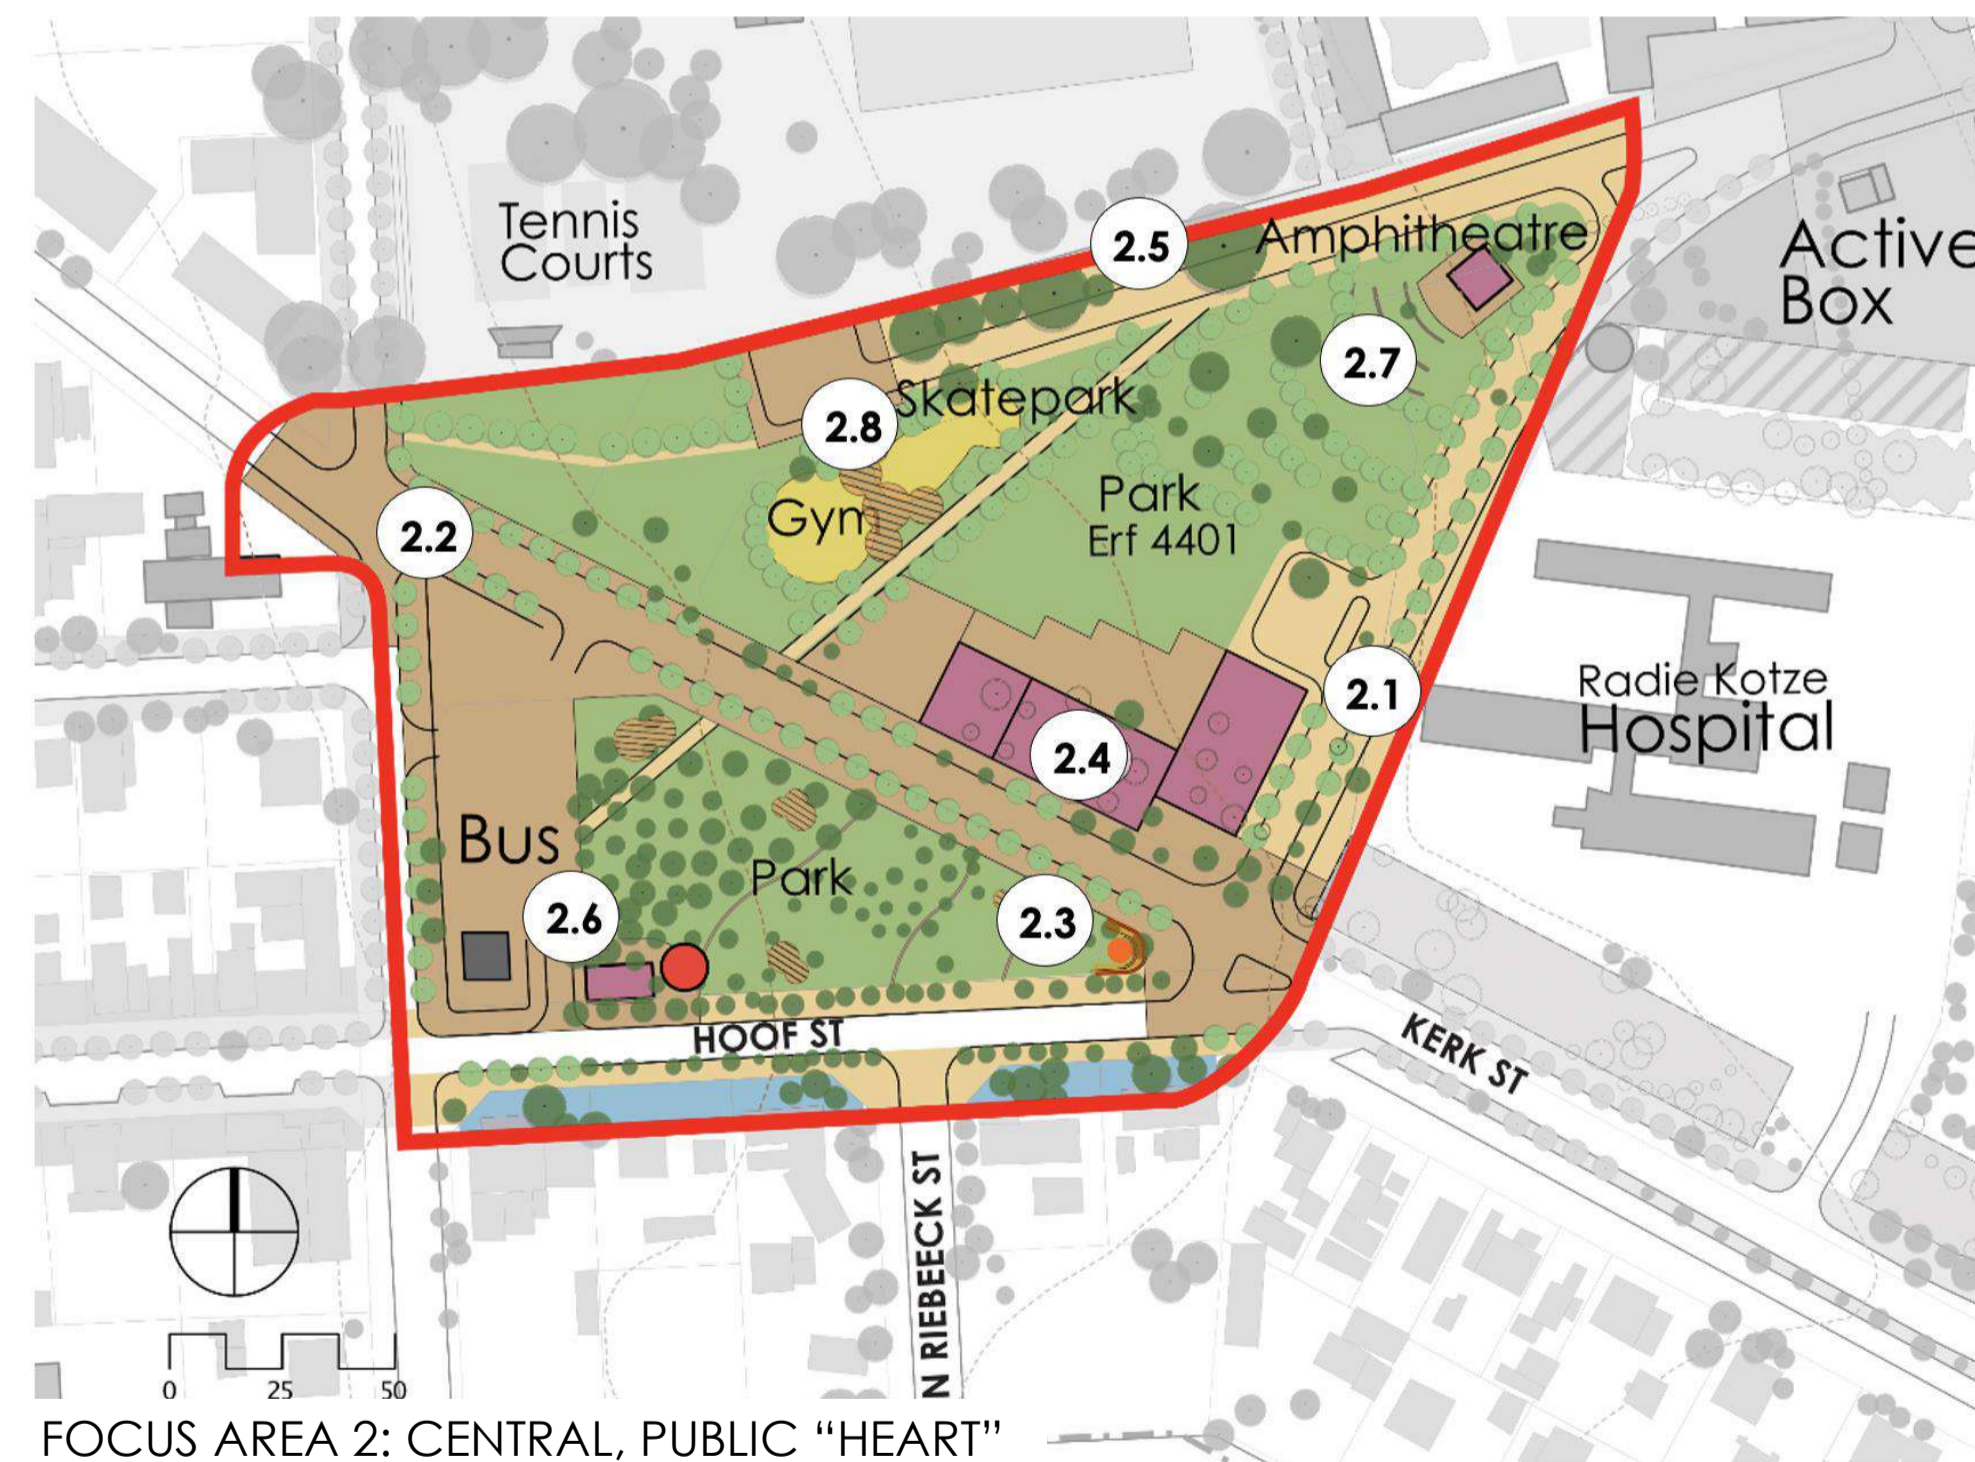 Tennis
Courts
2.5
Amphitheatre
Active
Box
2.7
Skatepark
2.8
Park
Erf 4401
Gym
2.2
Radie Kotze
Hospital
2.1
2.4
Bus
Park
2.6
2.3
HOOF ST
KERK ST
N RIEBEECK ST
0 25 50
FOCUS AREA 2: CENTRAL, PUBLIC “HEART”